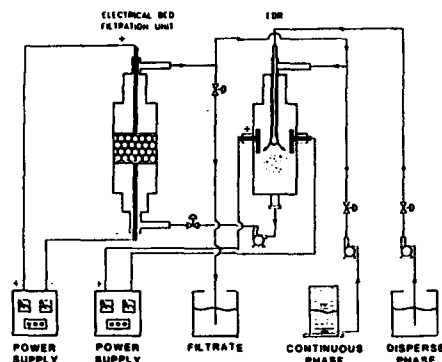 ELECTRICAL BED
FILTRATION UNIT
EDR
POWER
SUPPLY
POWER
SUPPLY
FILTRATE
CONTINUOUS
PHASE
DISPERSE
PHASE